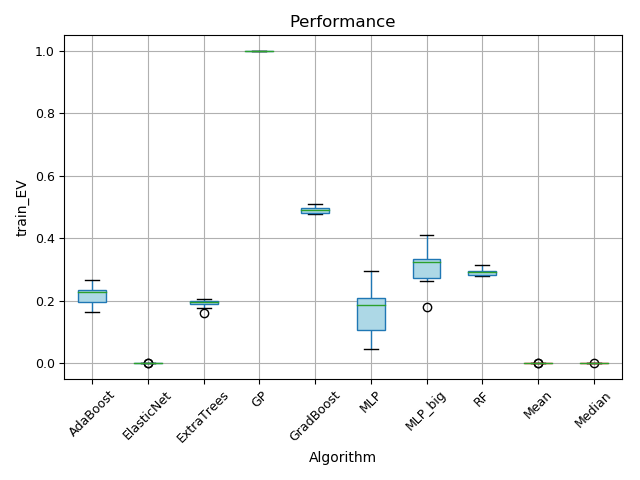 Performance
train_EV
1.0
0.8
0.6
0.4
0.2
0.0
AdaBoost
ElasticNet
ExtraTrees
GP
GradBoost
MLP
MLP_big
RF
Mean
Median
Algorithm